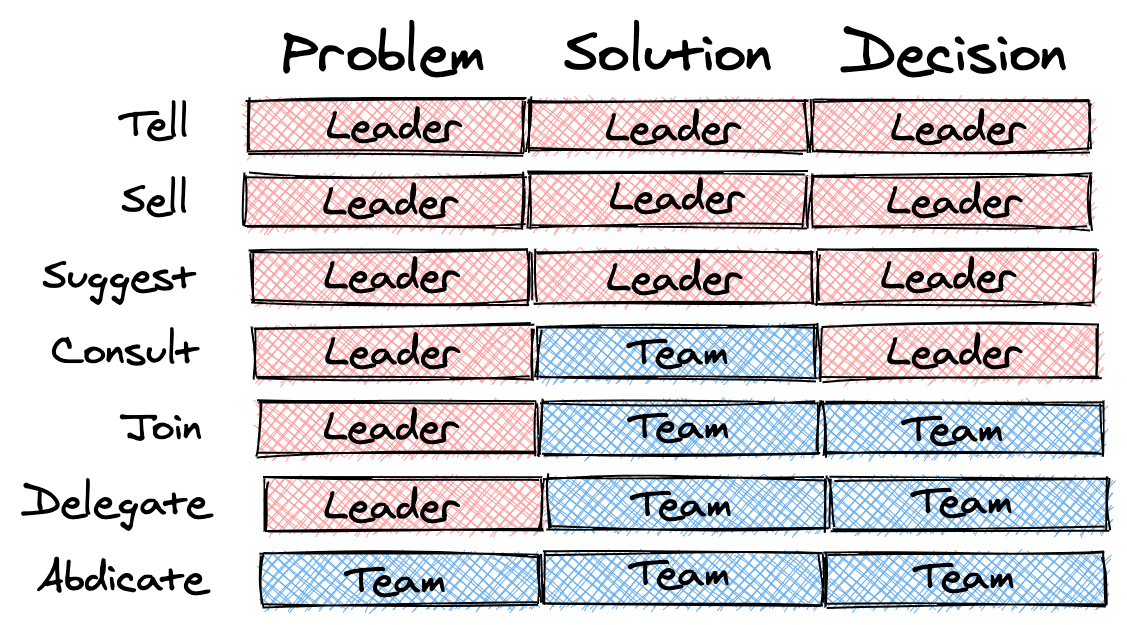 Problem Solution Decision
Tell Leader Leader Leader
Sell Leader Leader Leader
Suggest Leader Leader Leader
Consult Leader Team Leader
Join Leader Team Team
Delegate Leader Team Team
Abdicate Team Team Team